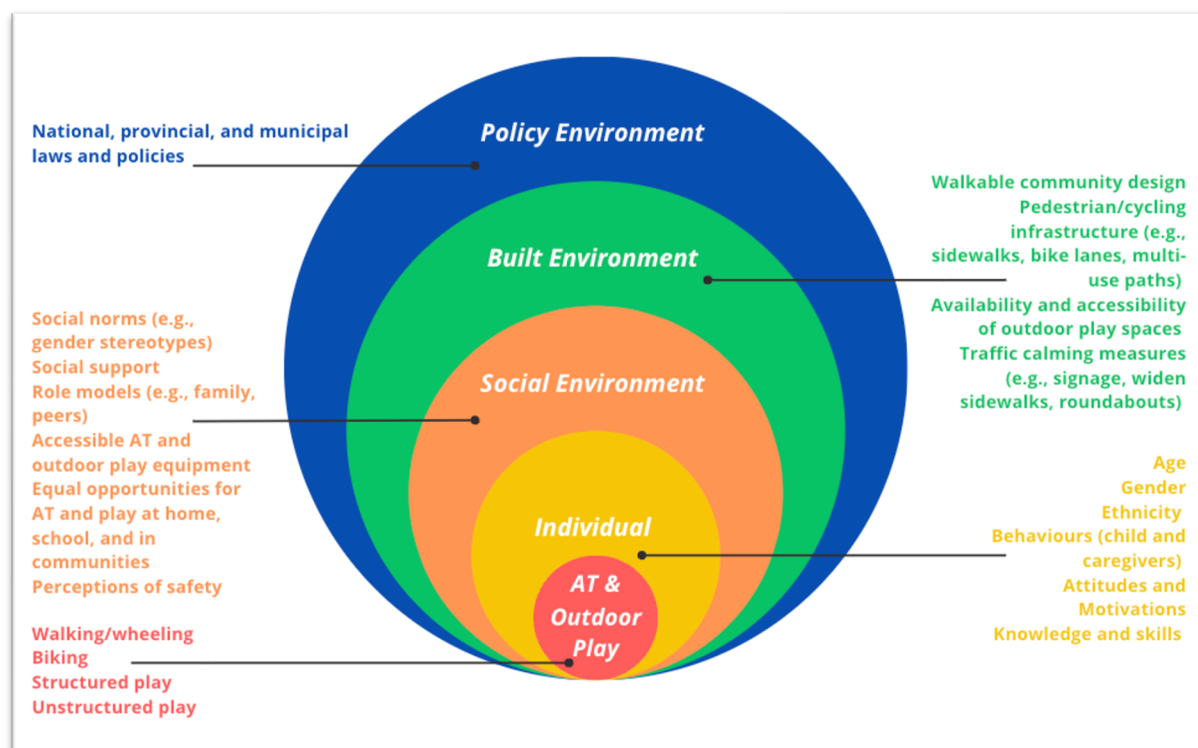 National, provincial, and municipal
laws and policies
Policy Environment
Walkable community design
Pedestrian/cycling
infrastructure (e.g.,
sidewalks, bike lanes, multi-
use paths)
Availability and accessibility
of outdoor play spaces
Traffic calming measures
(e.g., signage, widen
sidewalks, roundabouts)
Built Environment
Social norms (e.g.,
gender stereotypes)
Social support
Role models (e.g., family,
peers)
Accessible AT and
outdoor play equipment
Equal opportunities for
AT and play at home,
school, and in
communities
Perceptions of safety
Social Environment
Age
Gender
Ethnicity
Behaviours (child and
caregivers)
Attitudes and
Motivations
Knowledge and skills
Individual
Walking/wheeling
Biking
Structured play
Unstructured play
AT &
Outdoor
Play